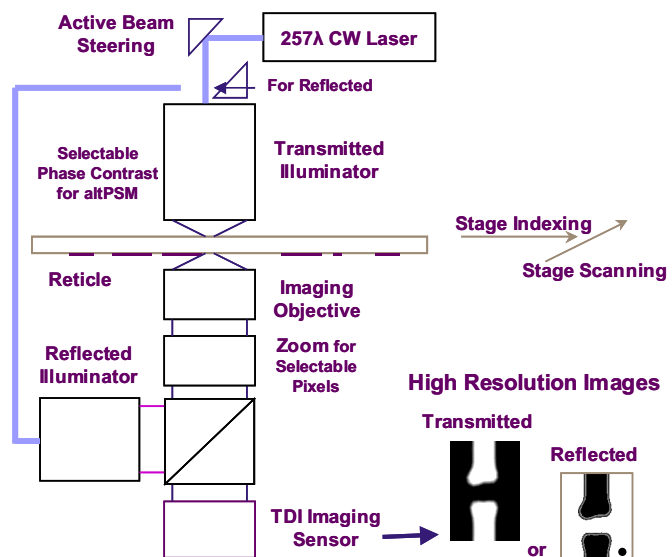 Active Beam
Steering
257λ CW Laser
For Reflected
Selectable
Phase Contrast
for altPSM
Transmitted
Illuminator
Stage Indexing
Stage Scanning
Reticle
Imaging
Objective
Reflected
Illuminator
Zoom for
Selectable
Pixels
High Resolution Images
Transmitted
Reflected
TDI Imaging
Sensor
or